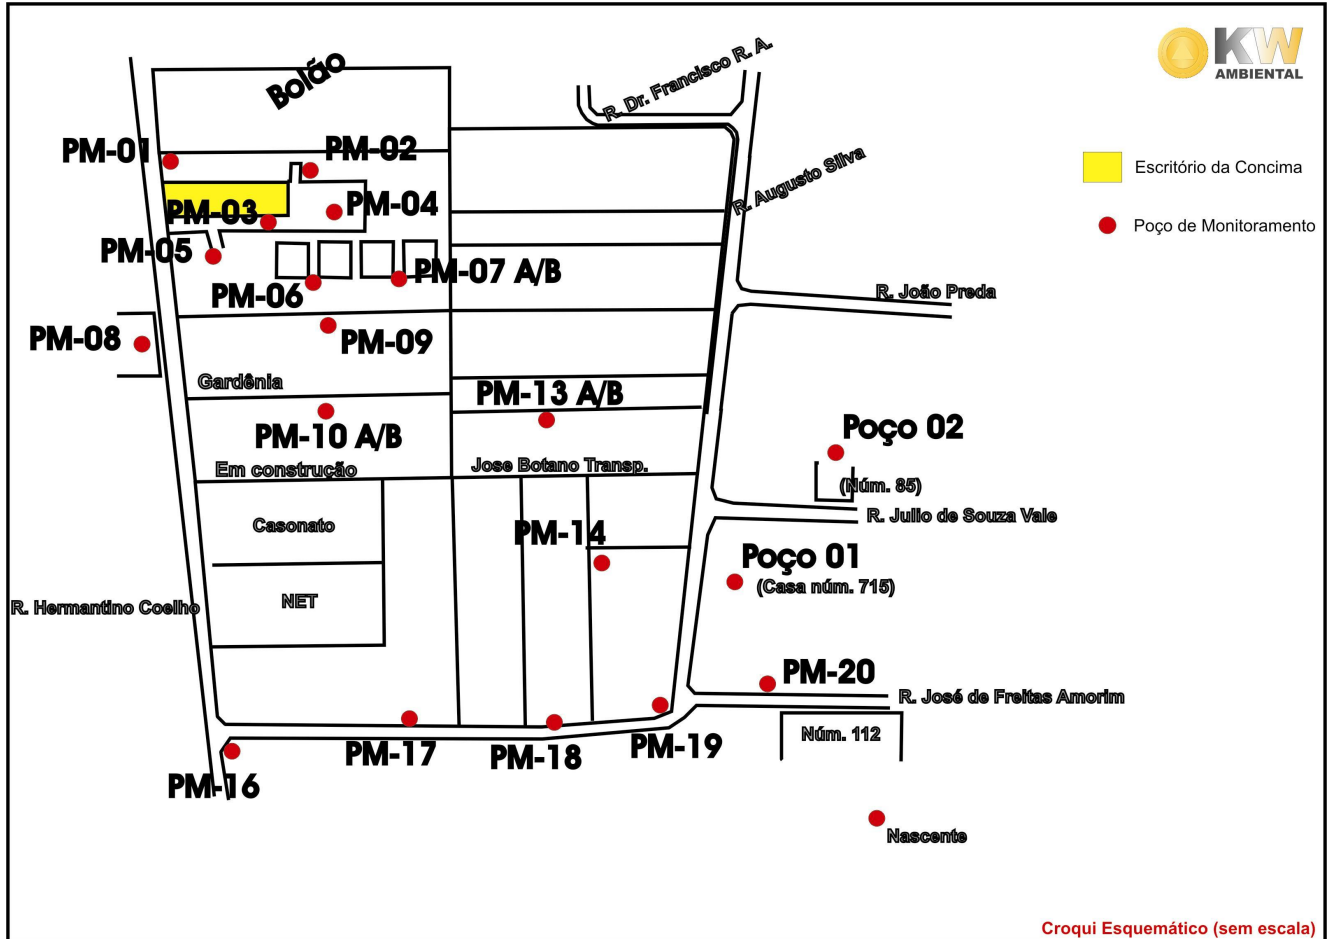 KW
AMBIENTAL
Bolão
R. Dr. Francisco R. A.
PM-01
PM-02
R. Augusto Silva
Escritório da Concima
PM-03
PM-04
Poço de Monitoramento
PM-05
PM-06
PM-07 A/B
R. João Preda
PM-08
PM-09
Gardênia
PM-13 A/B
PM-10 A/B
Poço 02
Em construção
Jose Botano Transp.
(Núm. 85)
Casonato
PM-14
R. Julio de Souza Vale
Poço 01
(Casa núm. 715)
R. Hermantino Coelho
NET
PM-20
R. José de Freitas Amorim
Núm. 112
PM-16
PM-17
PM-18
PM-19
Nascente
Croqui Esquemático (sem escala)